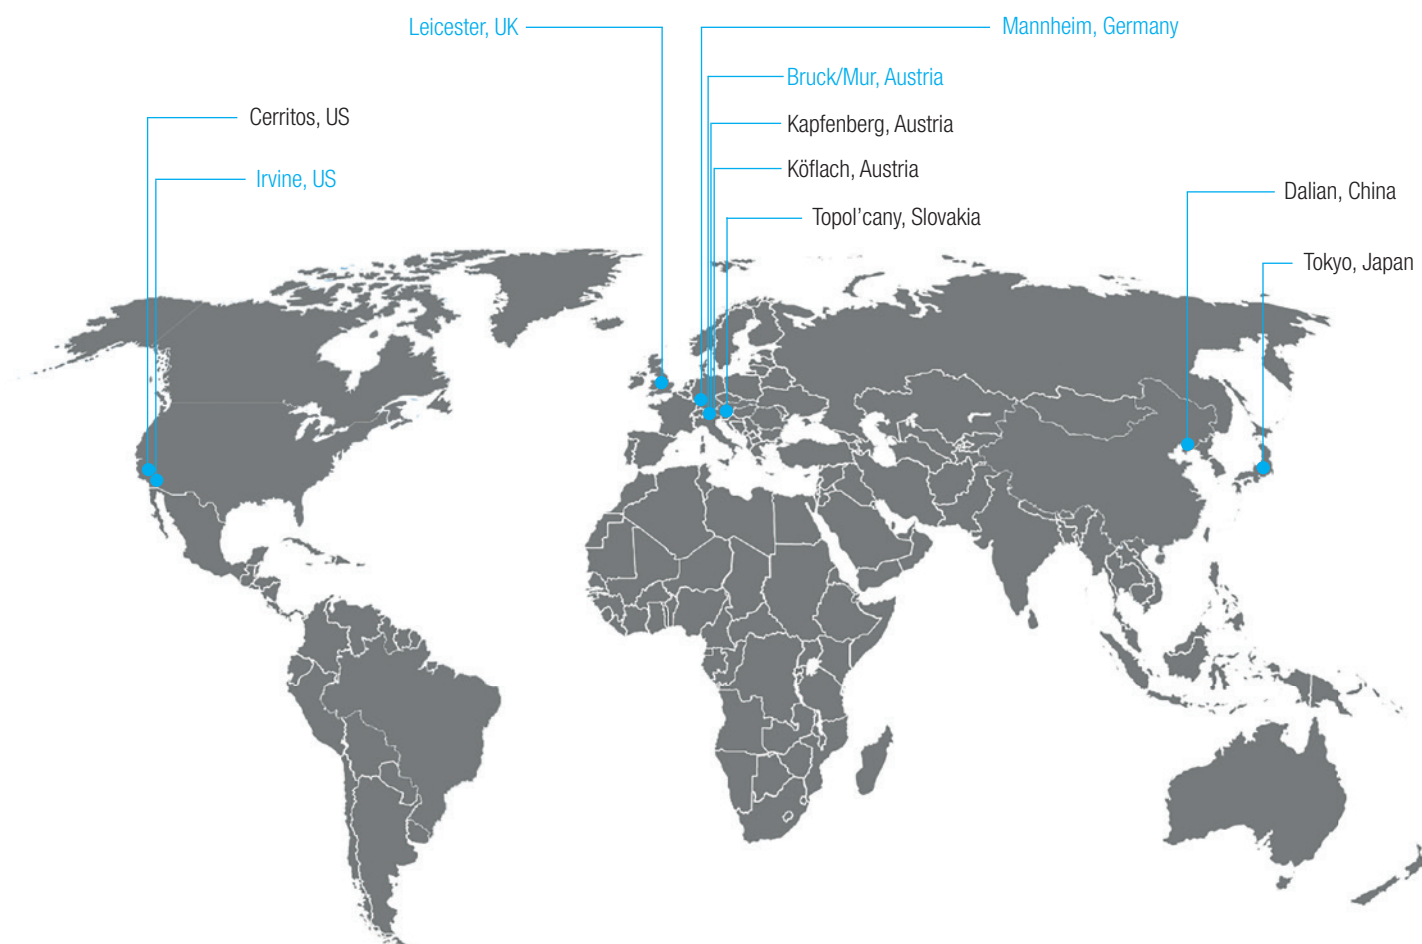 Leicester, UK
Mannheim, Germany
Bruck/Mur, Austria
Cerritos, US
Kapfenberg, Austria
Köflach, Austria
Irvine, US
Dalian, China
Topol’cany, Slovakia
Tokyo, Japan